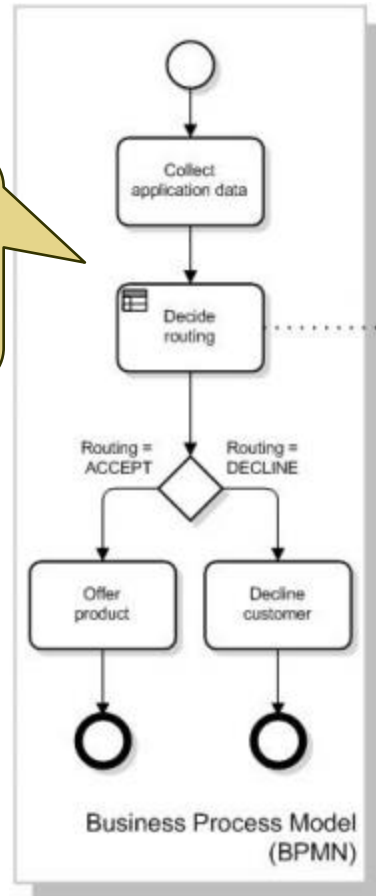 Collect
application data
Decide
routing
Routing =
ACCEPT
Routing =
DECLINE
Offer
product
Decline
customer
Business Process Model
(BPMN)